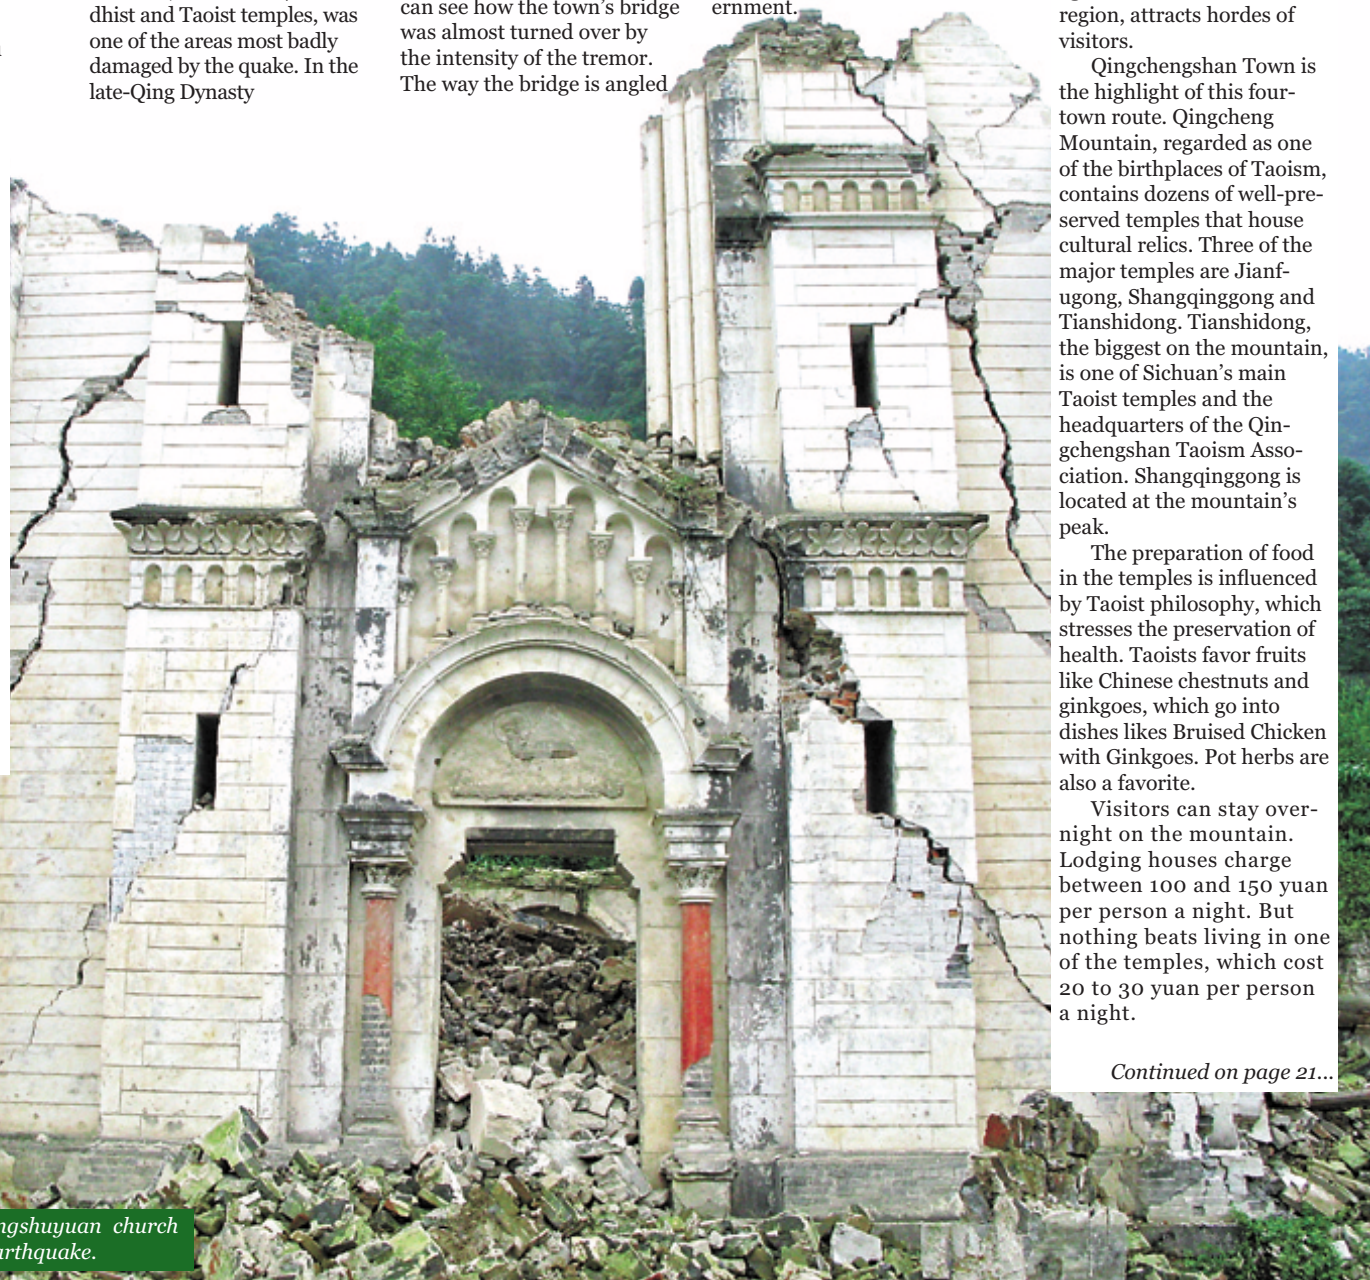 dhist and Taoist temples, was
one of the areas most badly
damaged by the quake. In the
late-Qing Dynasty
can see how the town's bridge
was almost turned over by
the intensity of the tremor.
The way the bridge is angled
ernment.
region, attracts hordes of
visitors.
Qingchengshan Town is
the highlight of this four-
town route. Qingcheng
Mountain, regarded as one
of the birthplaces of Taoism,
contains dozens of well-pre-
served temples that house
cultural relics. Three of the
major temples are Jianf-
ugong, Shangqinggong and
Tianshidong. Tianshidong,
the biggest on the mountain,
is one of Sichuan's main
Taoist temples and the
headquarters of the Qin-
gchengshan Taoism Asso-
ciation. Shangqinggong is
located at the mountain's
peak.
The preparation of food
in the temples is influenced
by Taoist philosophy, which
stresses the preservation of
health. Taoists favor fruits
like Chinese chestnuts and
ginkgoes, which go into
dishes likes Bruised Chicken
with Ginkgoes. Pot herbs are
also a favorite.
Visitors can stay over-
night on the mountain.
Lodging houses charge
between 100 and 150 yuan
per person a night. But
nothing beats living in one
of the temples, which cost
20 to 30 yuan per person
a night.
Continued on page 21...
ngshuyuan church
arthquake.